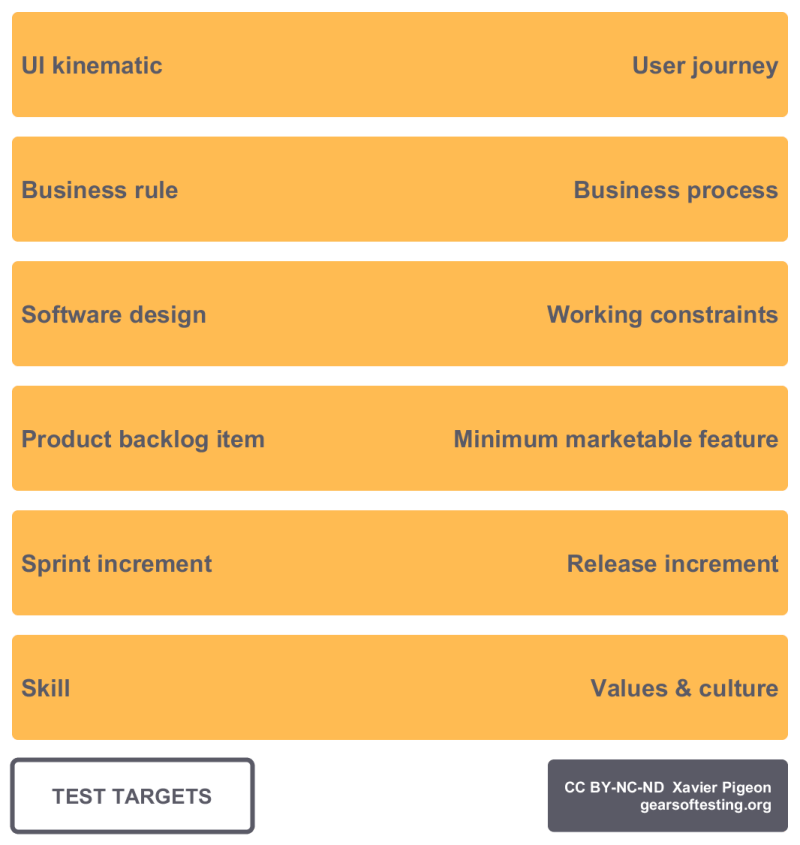 UI kinematic
User journey
Business rule
Business process
Software design
Working constraints
Product backlog item
Minimum marketable feature
Sprint increment
Release increment
Skill
Values & culture
TEST TARGETS
CC BY-NC-ND  Xavier Pigeon
gearsoftesting.org